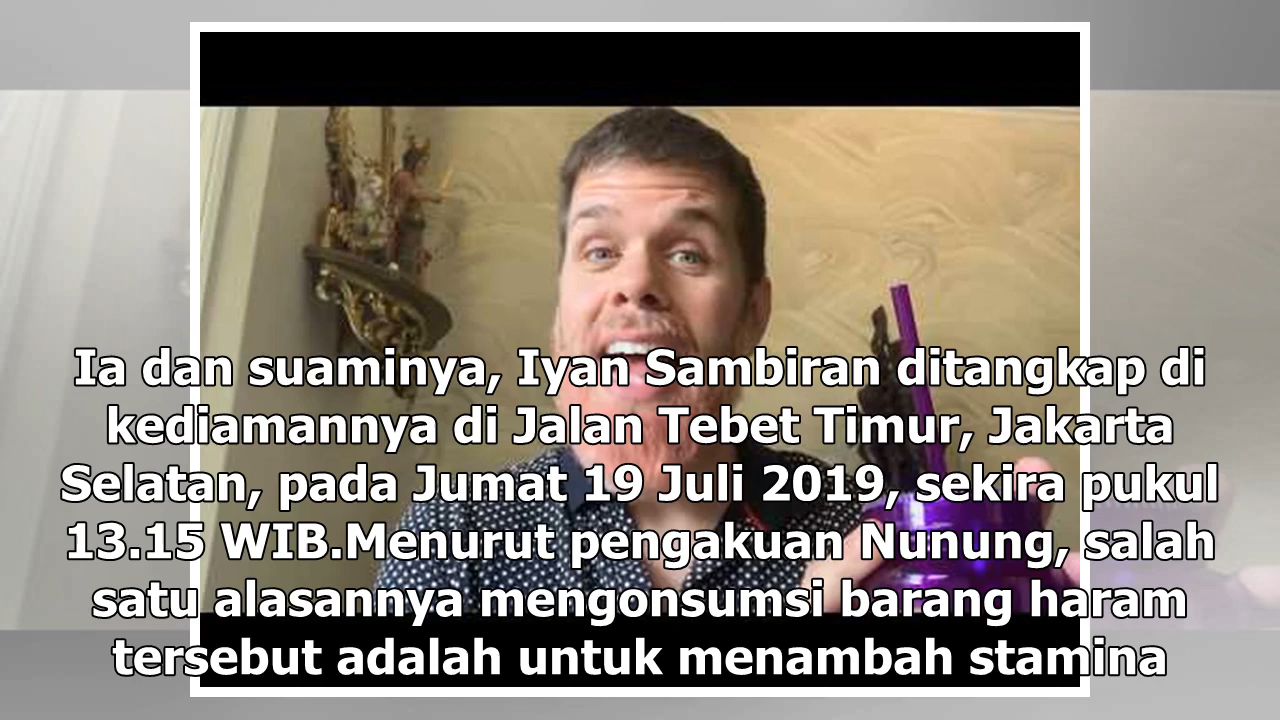 Ia dan suaminya, Iyan Sambiran ditangkap di
kediamannya di Jalan Tebet Timur, Jakarta
Selatan, pada Jumat 19 Juli 2019, sekira pukul
13.15 WIB.Menurut pengakuan Nunung, salah
satu alasannya mengonsumsi barang haram
tersebut adalah untuk menambah stamina